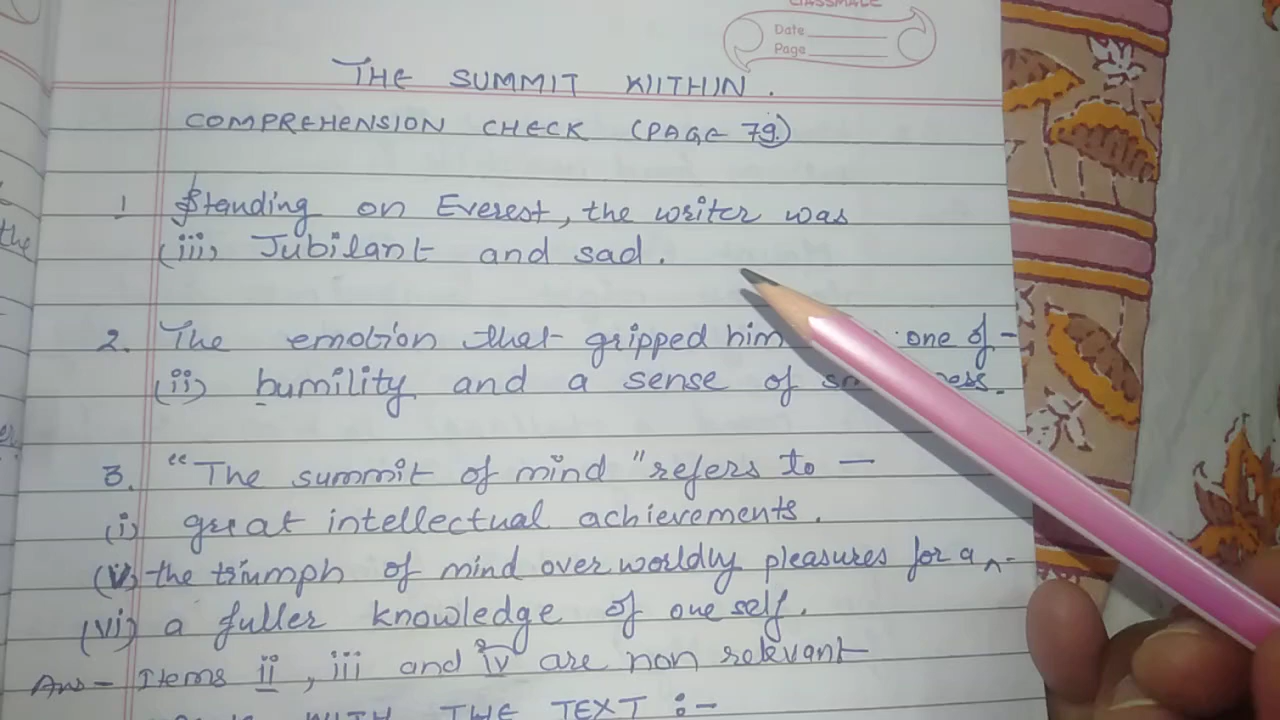 CLASSMATE
Date
Page
THE SUMMIT WITHIN.
COMPREHENSION CHECK (PAGE 79)
1 Standing on Everest, the writer was
(iii) Jubilant and sad.
2. The emotion that gripped him one of-
(ii) humility and a sense of
3. "The summit of mind" refers to —
(i) great intellectual achievements.
(v) the triumph of mind over worldly pleasures for a
(vi) a fuller knowledge of oneself.
Ans- Items ii, iii and iv are non relevant
WITH THE TEXT :-